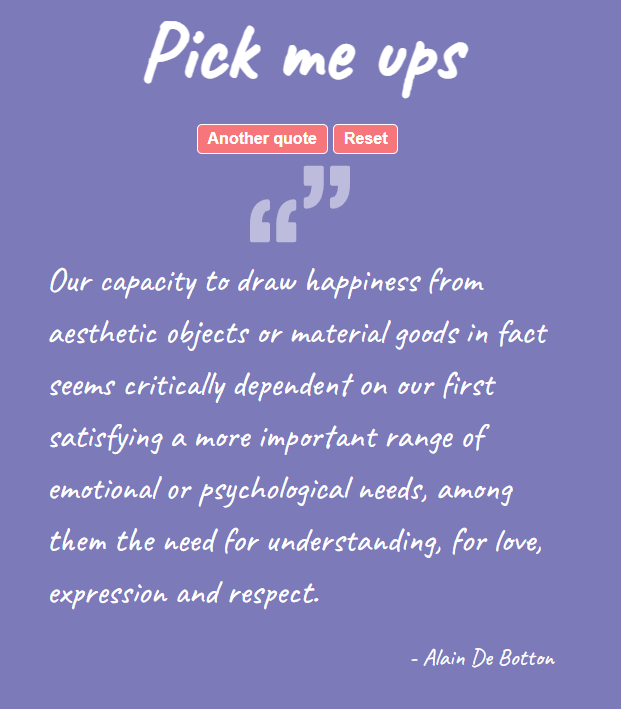 Pick me ups
Another quote Reset
“ ”
Our capacity to draw happiness from
aesthetic objects or material goods in fact
seems critically dependent on our first
satisfying a more important range of
emotional or psychological needs, among
them the need for understanding, for love,
expression and respect.
- Alain De Botton